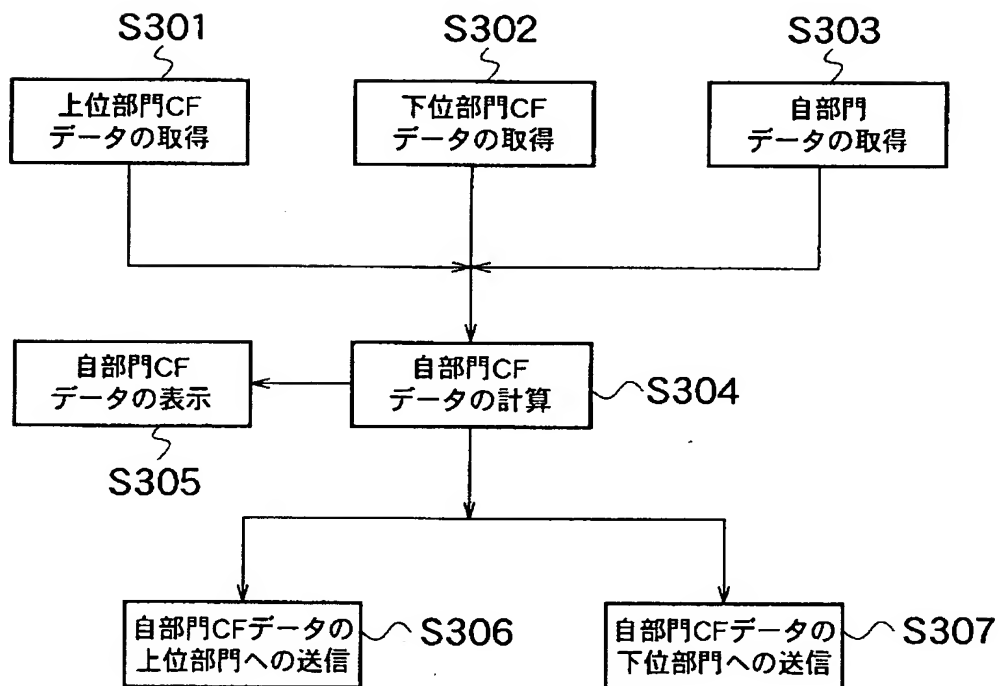 S301
S302
S303
上位部門CF
データの取得
下位部門CF
データの取得
自部門
データの取得
自部門CF
データの表示
自部門CF
データの計算
S304
S305
自部門CFデータの
上位部門への送信
S306
自部門CFデータの
下位部門への送信
S307